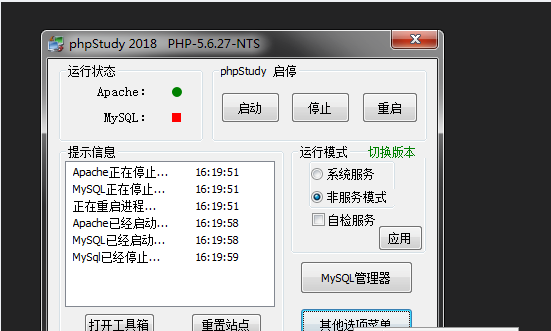 phpStudy 2018 PHP-5.6.27-NTS
运行状态
Apache:
MySQL:
phpStudy 启停
启动 停止 重启
提示信息
Apache正在停止... 16:19:51
MySQL正在停止... 16:19:51
正在重启进程... 16:19:51
Apache已经启动... 16:19:58
MySQL已经启动... 16:19:58
MySql已经停止... 16:19:59
运行模式 切换版本
系统服务
非服务模式
自检服务
应用
MySQL管理器
打开工具箱 重置站点
其他选项菜单